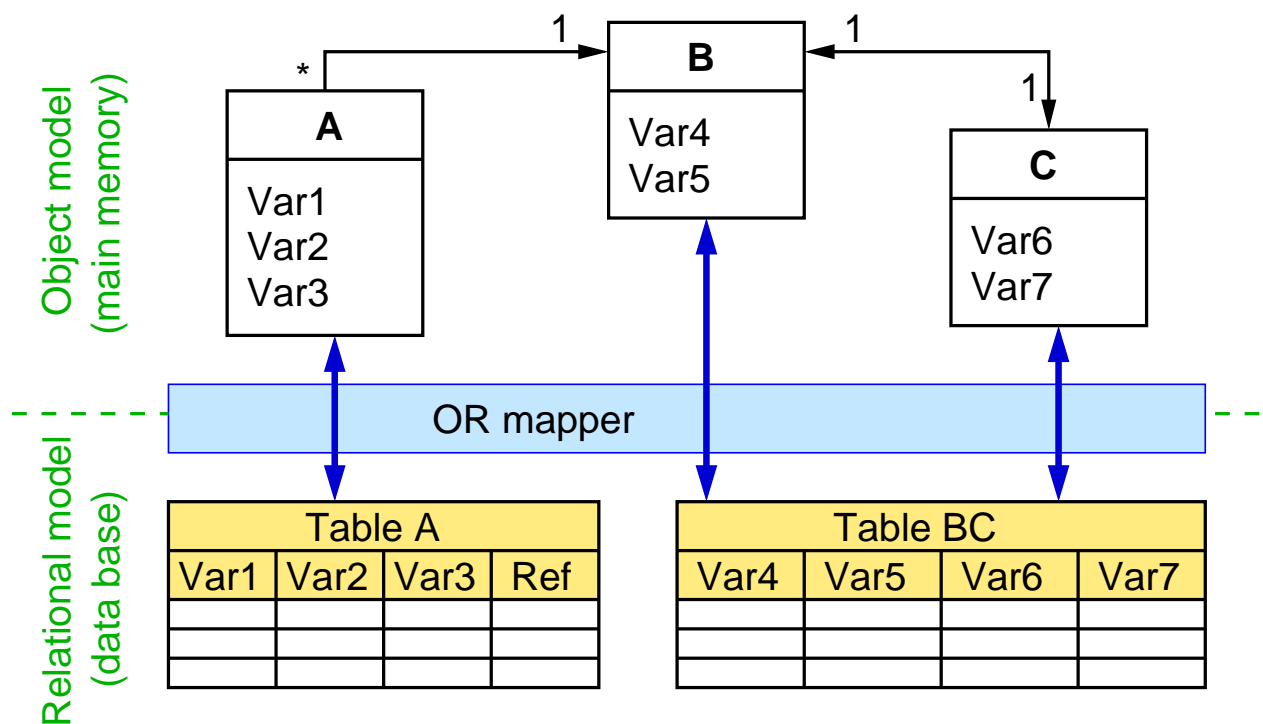 Object model
(main memory)
1
*
A
Var1
Var2
Var3
B
Var4
Var5
1
1
C
Var6
Var7
OR mapper
Relational model
(data base)
Table A
Var1 Var2 Var3 Ref
Table BC
Var4 Var5 Var6 Var7